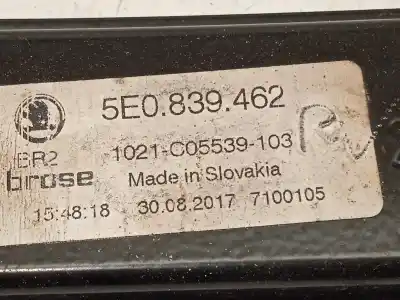 5E0.839.462
BR2
1021-C05539-103
brose
Made in Slovakia
15:48:18 30.08.2017 7100105